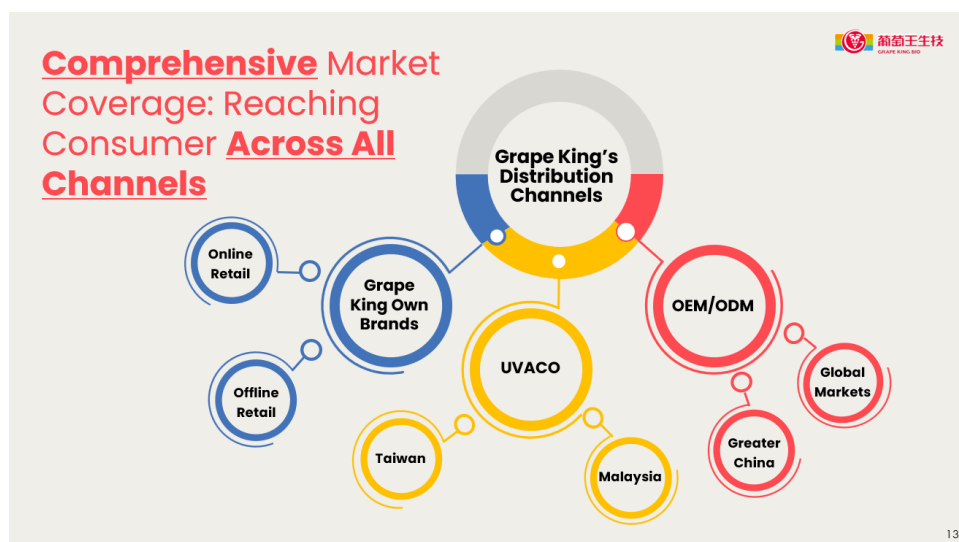 Comprehensive Market
Coverage: Reaching
Consumer Across All
Channels
葡萄王生技
GRAPE KING BIO
Grape King’s
Distribution
Channels
Online
Retail
Grape
King Own
Brands
OEM/ODM
UVACO
Offline
Retail
Global
Markets
Taiwan
Greater
China
Malaysia
13